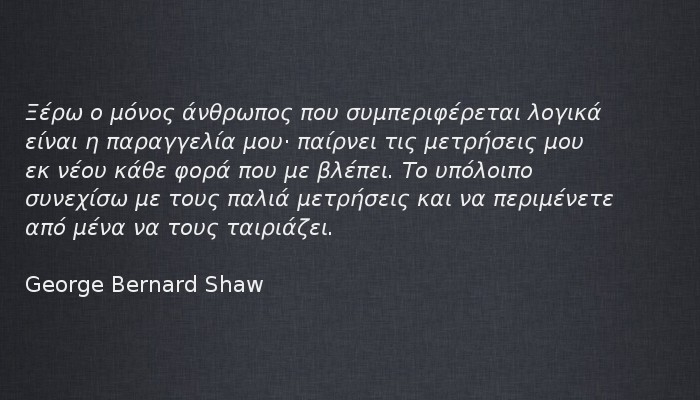 Ξέρω ο μόνος άνθρωπος που συμπεριφέρεται λογικά
είναι η παραγγελία μου· παίρνει τις μετρήσεις μου
εκ νέου κάθε φορά που με βλέπει. Το υπόλοιπο
συνεχίσω με τους παλιά μετρήσεις και να περιμένετε
από μένα να τους ταιριάζει.
George Bernard Shaw